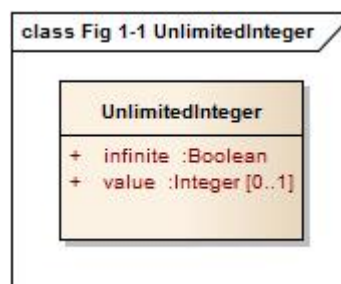 class Fig 1-1 UnlimitedInteger
UnlimitedInteger
+ infinite :Boolean
+ value :Integer [0..1]